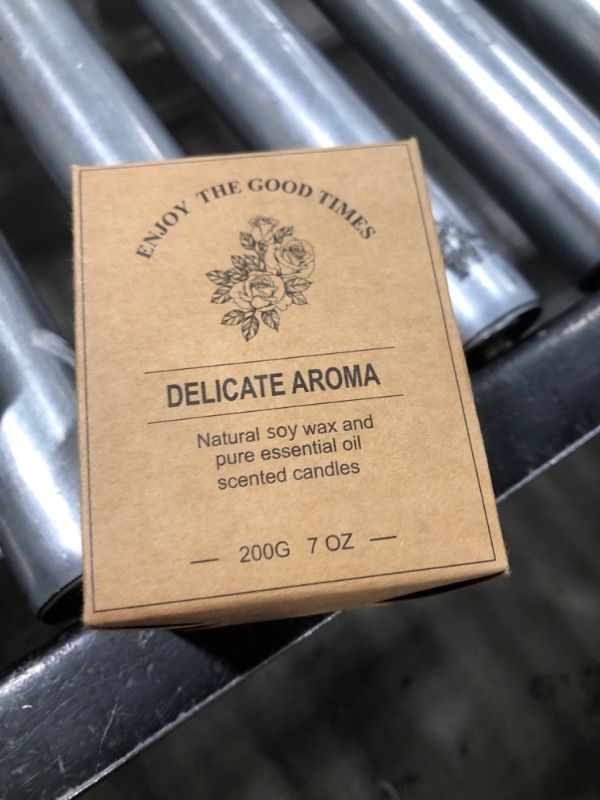 ENJOY THE GOOD TIMES
DELICATE AROMA
Natural soy wax and
pure essential oil
scented candles
— 200G 7 OZ —